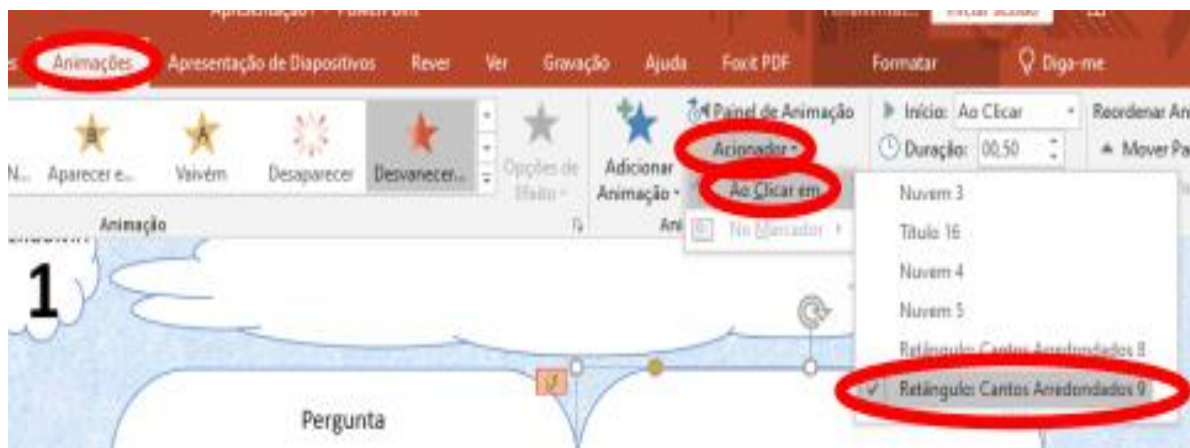 Animações Apresentação de Diapositivos Rever Ver Gravação Ajuda Foxit PDF Formatar Diga-me
Painel de Animação Início: Ao Clicar Reordenar An
Acionador Duração: 00,50 Mover Pa
N... Aparecer e... Vaivém Desaparecer Desvanecer... Opções de Efeito Adicionar Animação
Ao Clicar em
No Marcador
Animação Ani
Nuvem 3
Título 16
Nuvem 4
Nuvem 5
Retângulo: Cantos Arredondados 8
Retângulo: Cantos Arredondados 9
1
Pergunta